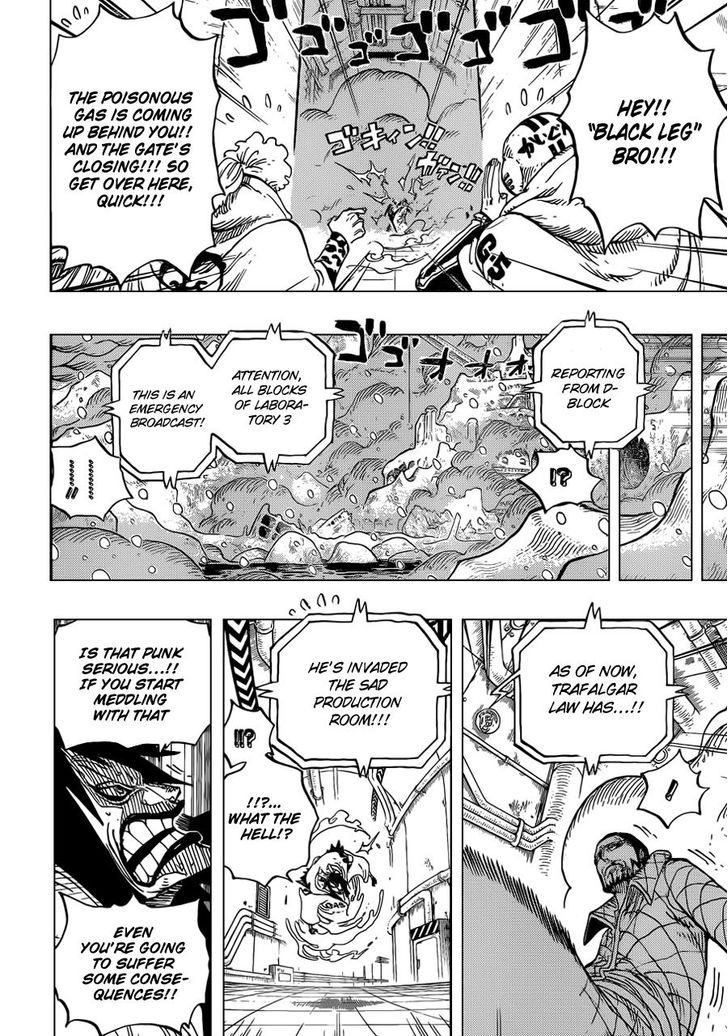 HEY!!
"BLACK LEG"
BRO!!!
THE POISONOUS
GAS IS COMING
UP BEHIND YOU!!
AND THE GATE'S
CLOSING!!! SO
GET OVER HERE,
QUICK!!!
ゴゴゴゴゴゴ
ゴキィン!!
ガィン!!
G-5
REPORTING
FROM D-
BLOCK
!?
ゴゴオオオ
ATTENTION,
ALL BLOCKS
OF LABORA-
TORY 3
THIS IS AN
EMERGENCY
BROADCAST!
AS OF NOW,
TRAFALGAR
LAW HAS...!!
!
HE'S INVADED
THE SAD
PRODUCTION
ROOM!!!
!!?
!!?...
WHAT THE
HELL!?
IS THAT PUNK
SERIOUS...!!
IF YOU START
MEDDLING
WITH THAT
EVEN
YOU'RE GOING
TO SUFFER
SOME CONSE-
QUENCES!!